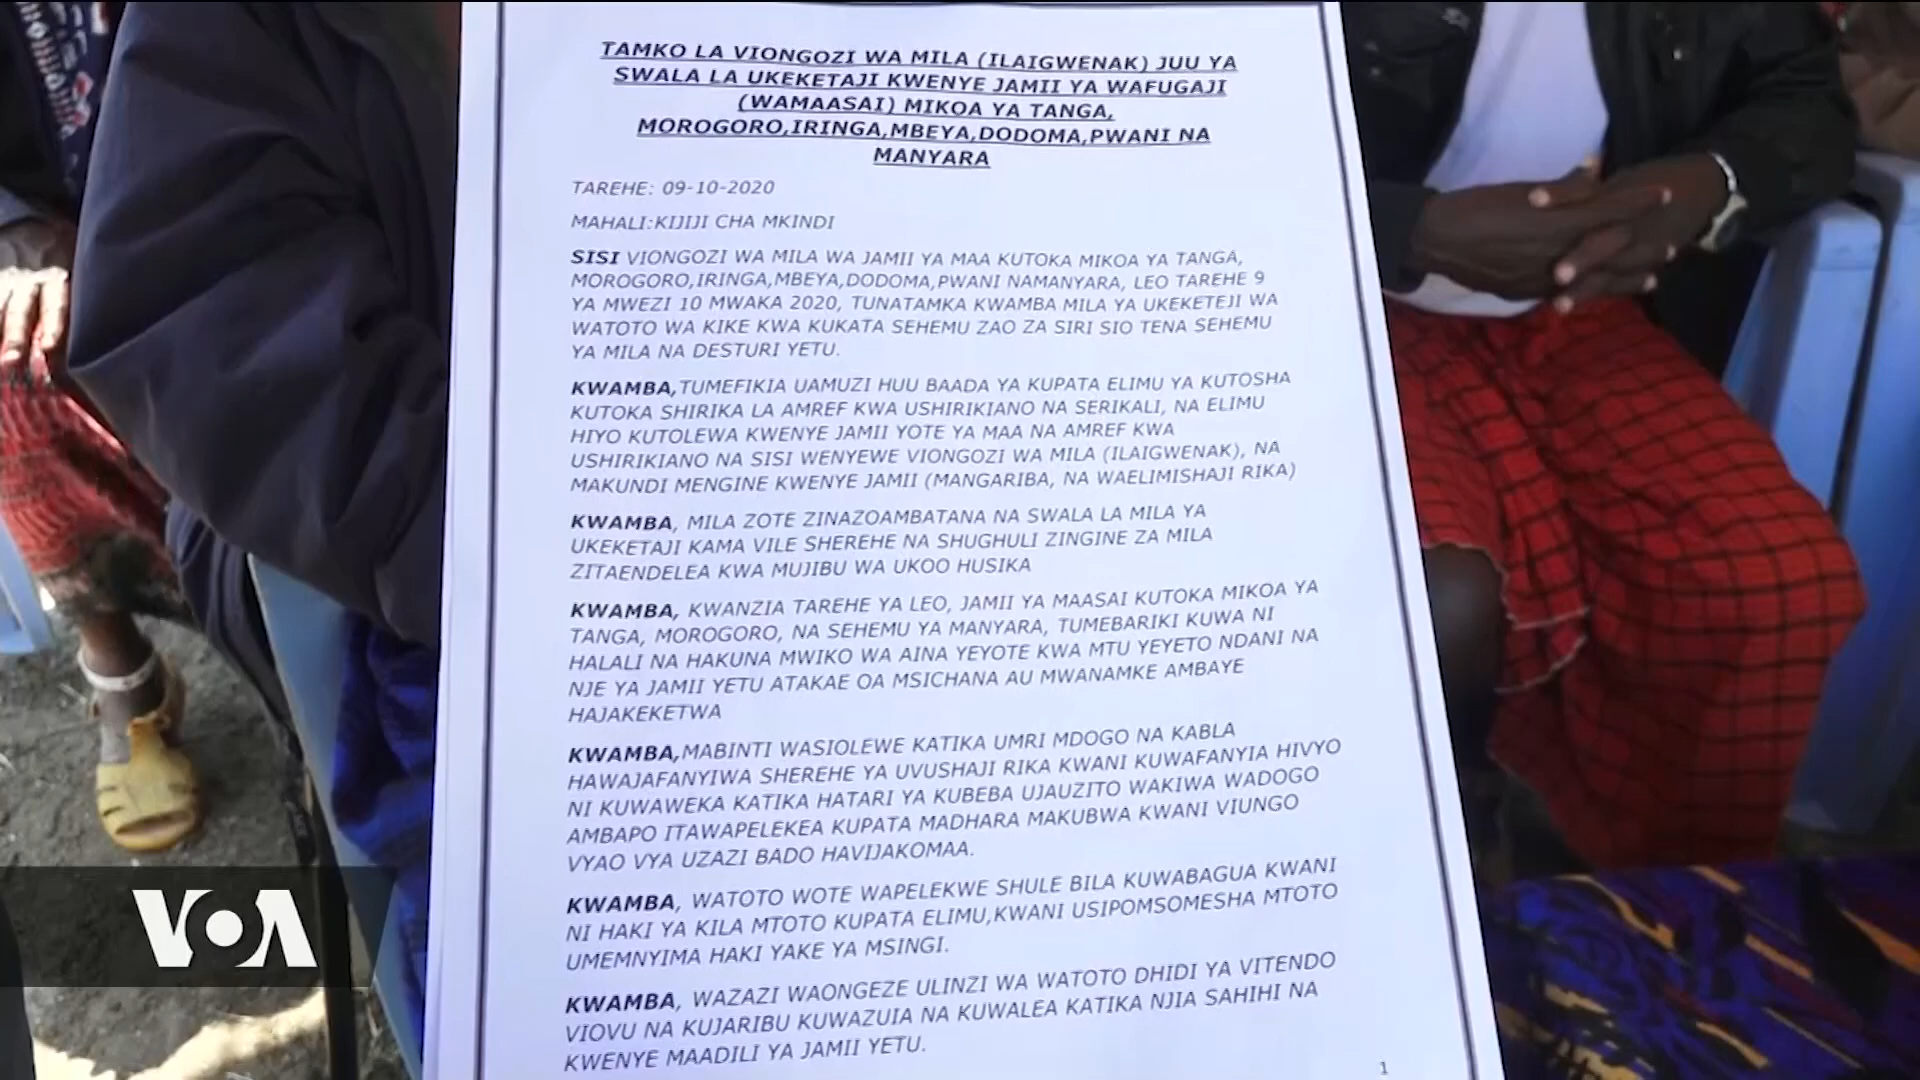 TAMKO LA VIONGOZI WA MILA (ILAIGWENAK) JUU YA
SWALA LA UKEKETAJI KWENYE JAMII YA WAFUGAJI
(WAMAASAI) MIKOA YA TANGA,
MOROGORO,IRINGA,MBEYA,DODOMA,PWANI NA
MANYARA
TAREHE: 09-10-2020
MAHALI:KIJIJI CHA MKINDI
SISI VIONGOZI WA MILA WA JAMII YA MAA KUTOKA MIKOA YA TANGA,
MOROGORO,IRINGA,MBEYA,DODOMA,PWANI NAMANYARA, LEO TAREHE 9
YA MWEZI 10 MWAKA 2020, TUNATAMKA KWAMBA MILA YA UKEKETEJI WA
WATOTO WA KIKE KWA KUKATA SEHEMU ZAO ZA SIRI SIO TENA SEHEMU
YA MILA NA DESTURI YETU.
KWAMBA,TUMEFIKIA UAMUZI HUU BAADA YA KUPATA ELIMU YA KUTOSHA
KUTOKA SHIRIKA LA AMREF KWA USHIRIKIANO NA SERIKALI, NA ELIMU
HIYO KUTOLEWA KWENYE JAMII YOTE YA MAA NA AMREF KWA
USHIRIKIANO NA SISI WENYEWE VIONGOZI WA MILA (ILAIGWENAK), NA
MAKUNDI MENGINE KWENYE JAMII (MANGARIBA, NA WAELIMISHAJI RIKA)
KWAMBA, MILA ZOTE ZINAZOAMBATANA NA SWALA LA MILA YA
UKEKETAJI KAMA VILE SHEREHE NA SHUGHULI ZINGINE ZA MILA
ZITAENDELEA KWA MUJIBU WA UKOO HUSIKA
KWAMBA, KWANZIA TAREHE YA LEO, JAMII YA MAASAI KUTOKA MIKOA YA
TANGA, MOROGORO, NA SEHEMU YA MANYARA, TUMEBARIKI KUWA NI
HALALI NA HAKUNA MWIKO WA AINA YEYOTE KWA MTU YEYETO NDANI NA
NJE YA JAMII YETU ATAKAE OA MSICHANA AU MWANAMKE AMBAYE
HAJAKEKETWA
KWAMBA,MABINTI WASIOLEWE KATIKA UMRI MDOGO NA KABLA
HAWAJAFANYIWA SHEREHE YA UVUSHAJI RIKA KWANI KUWAFANYIA HIVYO
NI KUWAWEKA KATIKA HATARI YA KUBEBA UJAUZITO WAKIWA WADOGO
AMBAPO ITAWAPELEKEA KUPATA MADHARA MAKUBWA KWANI VIUNGO
VYAO VYA UZAZI BADO HAVIJAKOMAA.
KWAMBA, WATOTO WOTE WAPELEKWE SHULE BILA KUWABAGUA KWANI
NI HAKI YA KILA MTOTO KUPATA ELIMU,KWANI USIPOMSOMESHA MTOTO
UMEMNYIMA HAKI YAKE YA MSINGI.
KWAMBA, WAZAZI WAONGEZE ULINZI WA WATOTO DHIDI YA VITENDO
VIOVU NA KUJARIBU KUWAZUIA NA KUWALEA KATIKA NJIA SAHIHI NA
KWENYE MAADILI YA JAMII YETU.
1
VOA